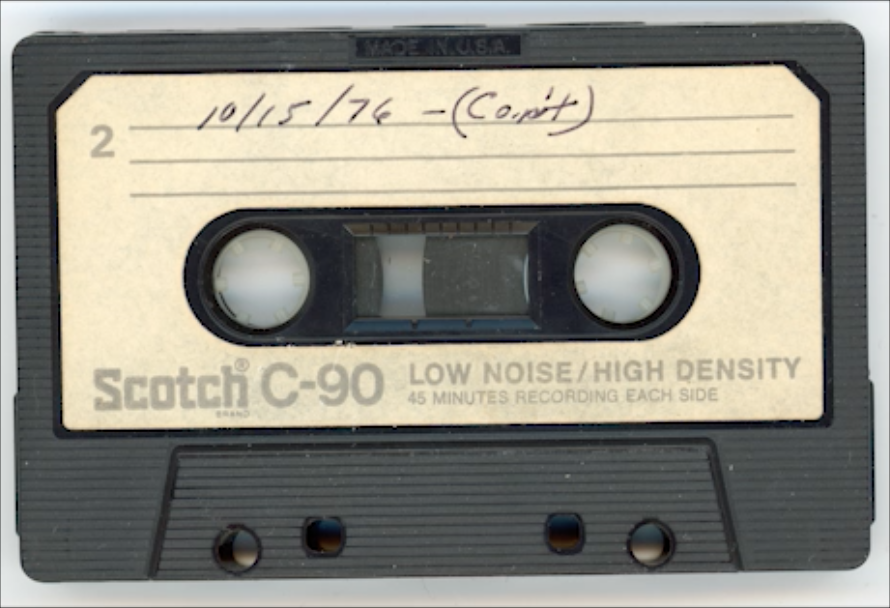 MADE IN U.S.A.
10/15/76 - (Con't)
2
Scotch® C-90 LOW NOISE/HIGH DENSITY
BRAND 45 MINUTES RECORDING EACH SIDE